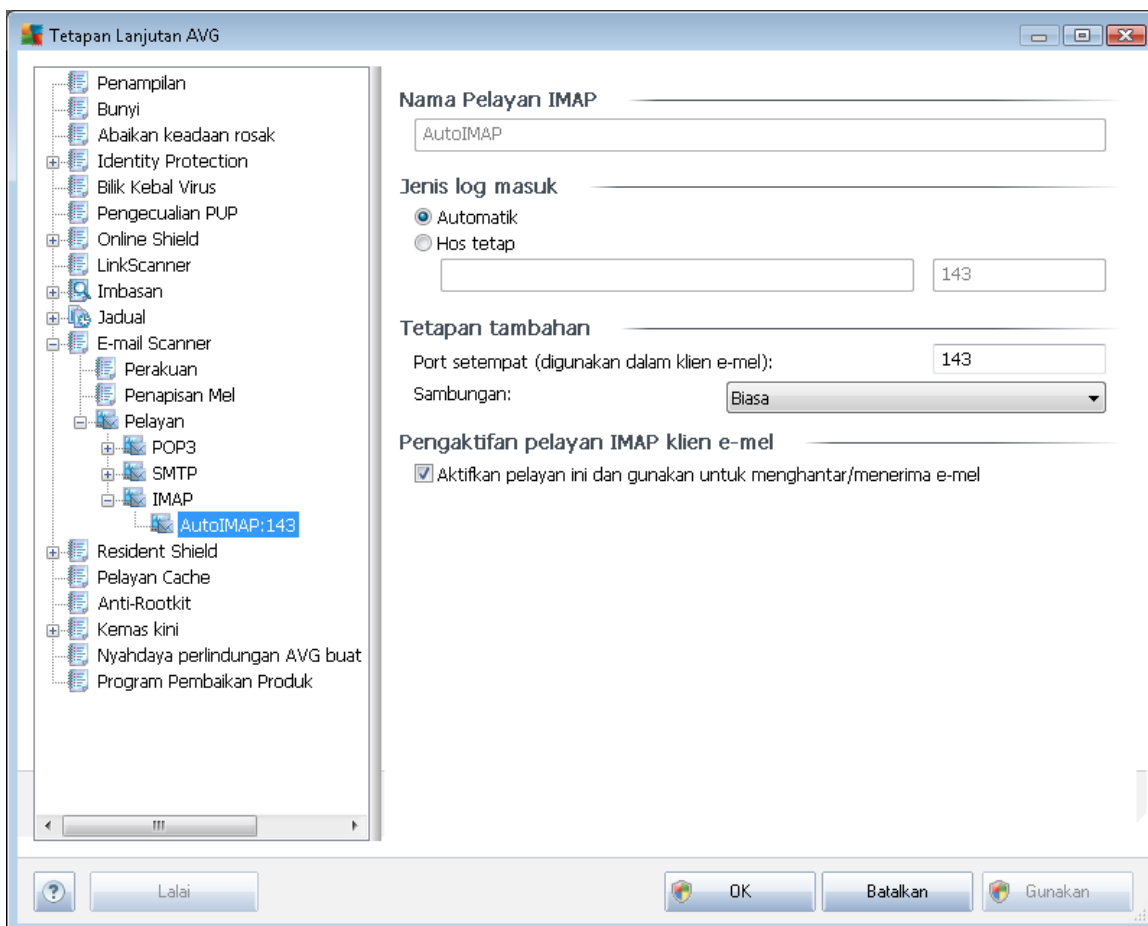 Tetapan Lanjutan AVG
Penampilan
Bunyi
Abaikan keadaan rosak
Identity Protection
Bilik Kebal Virus
Pengecualian PUP
Online Shield
LinkScanner
Imbasan
Jadual
E-mail Scanner
Perakuan
Penapisan Mel
Pelayan
POP3
SMTP
IMAP
AutoIMAP:143
Resident Shield
Pelayan Cache
Anti-Rootkit
Kemas kini
Nyahdaya perlindungan AVG buat
Program Pembaikan Produk
Nama Pelayan IMAP
AutoIMAP
Jenis log masuk
Automatik
Hos tetap
143
Tetapan tambahan
Port setempat (digunakan dalam klien e-mel): 143
Sambungan: Biasa
Pengaktifan pelayan IMAP klien e-mel
Aktifkan pelayan ini dan gunakan untuk menghantar/menerima e-mel
? Lalai OK Batalkan Gunakan